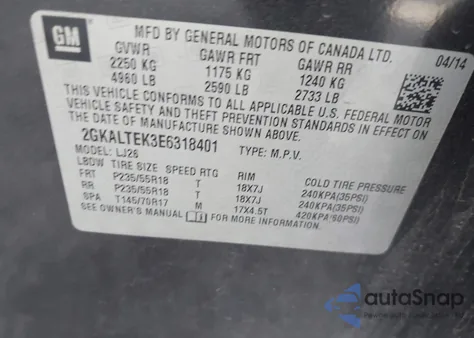 GM
MFD BY GENERAL MOTORS OF CANADA LTD.
04/14
GVWR GAWR FRT GAWR RR
2250 KG 1175 KG 1240 KG
4960 LB 2590 LB 2733 LB
THIS VEHICLE CONFORMS TO ALL APPLICABLE U.S. FEDERAL MOTOR
VEHICLE SAFETY AND THEFT PREVENTION STANDARDS IN EFFECT ON
THE DATE OF MANUFACTURE SHOWN ABOVE.
2GKALTEK3E6318401 TYPE: M.P.V.
MODEL: LJ26
LBDW TIRE SIZE SPEED RTG RIM COLD TIRE PRESSURE
FRT P235/55R18 T 18X7J 240KPA(35PSI)
RR P235/55R18 T 18X7J 240KPA(35PSI)
SPA T145/70R17 M 17X4.5T 420KPA(60PSI)
SEE OWNER'S MANUAL FOR MORE INFORMATION.
autoSnap